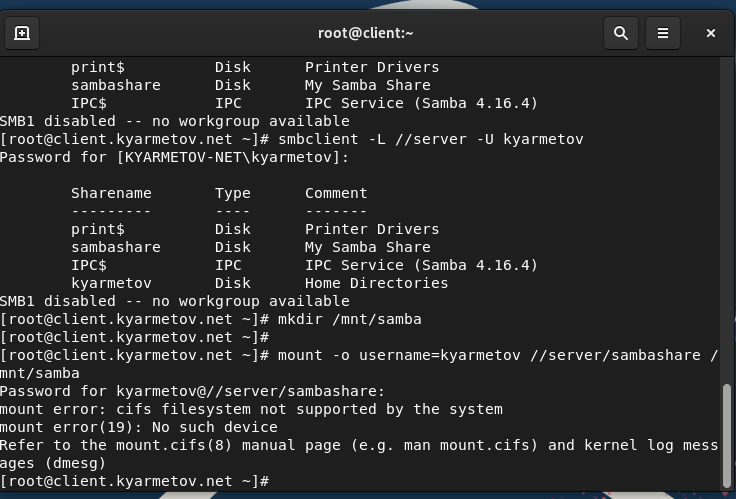 root@client:~
print$ Disk Printer Drivers
sambashare Disk My Samba Share
IPC$ IPC IPC Service (Samba 4.16.4)
SMB1 disabled -- no workgroup available
[root@client.kyarmetov.net ~]# smbclient -L //server -U kyarmetov
Password for [KYARMETOV-NET\kyarmetov]:
Sharename Type Comment
--------- ---- -------
print$ Disk Printer Drivers
sambashare Disk My Samba Share
IPC$ IPC IPC Service (Samba 4.16.4)
kyarmetov Disk Home Directories
SMB1 disabled -- no workgroup available
[root@client.kyarmetov.net ~]# mkdir /mnt/samba
[root@client.kyarmetov.net ~]#
[root@client.kyarmetov.net ~]# mount -o username=kyarmetov //server/sambashare /
mnt/samba
Password for kyarmetov@//server/sambashare:
mount error: cifs filesystem not supported by the system
mount error(19): No such device
Refer to the mount.cifs(8) manual page (e.g. man mount.cifs) and kernel log mess
ages (dmesg)
[root@client.kyarmetov.net ~]#